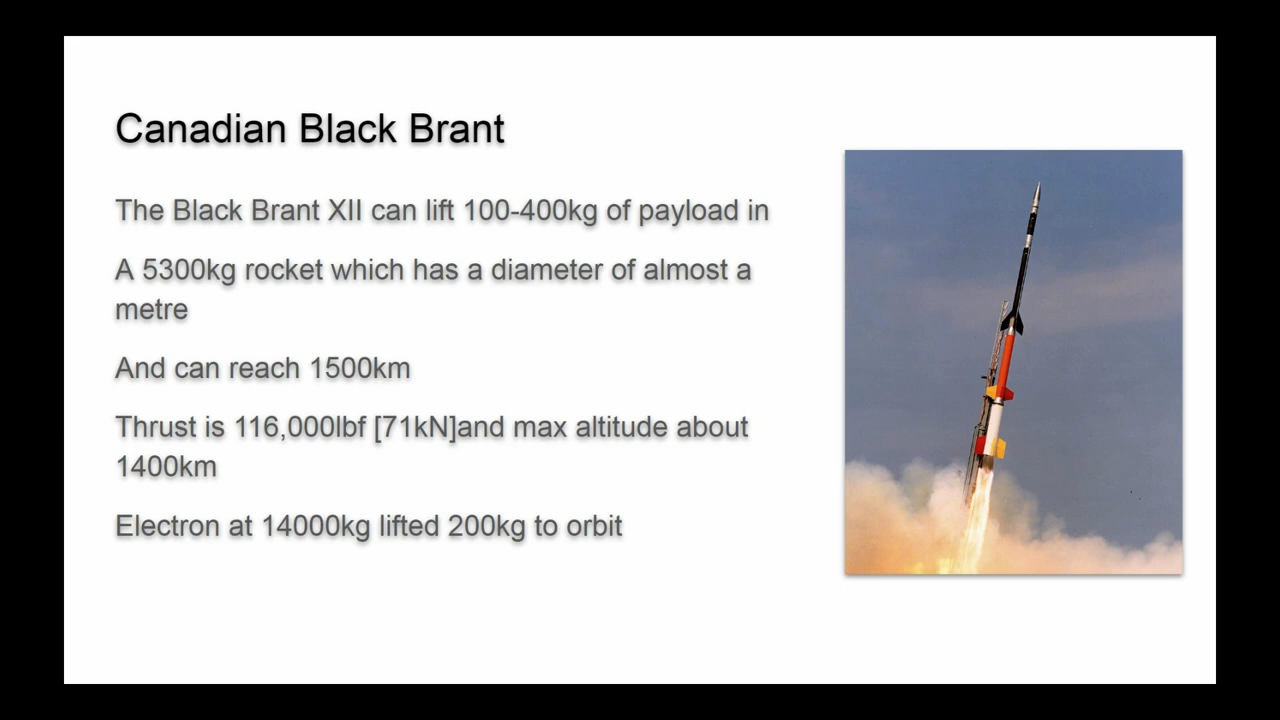 Canadian Black Brant
The Black Brant XII can lift 100-400kg of payload in
A 5300kg rocket which has a diameter of almost a
metre
And can reach 1500km
Thrust is 116,000lbf [71kN]and max altitude about
1400km
Electron at 14000kg lifted 200kg to orbit